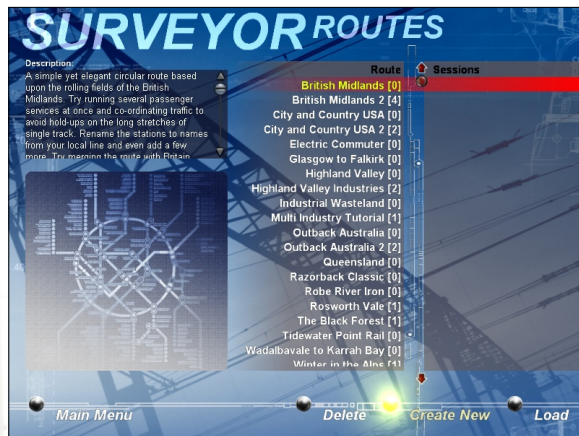 SURVEYOR ROUTES
Description:
A simple yet elegant circular route based
upon the rolling fields of the British
Midlands. Try running several passenger
services at once and co-ordinating traffic to
avoid hold-ups on the long stretches of
single track. Rename the stations to names
from your local line and even add a few
more. Try merging the route with Britain
Route Sessions
British Midlands [0]
British Midlands 2 [4]
City and Country USA [0]
City and Country USA 2 [2]
Electric Commuter [0]
Glasgow to Falkirk [0]
Highland Valley [0]
Highland Valley Industries [2]
Industrial Wasteland [0]
Multi Industry Tutorial [1]
Outback Australia [0]
Outback Australia 2 [2]
Queensland [0]
Razorback Classic [0]
Robe River Iron [0]
Rosworth Vale [1]
The Black Forest [1]
Tidewater Point Rail [0]
Wadalbavale to Karrah Bay [0]
Winter in the Alps [1]
Main Menu
Delete
Create New
Load